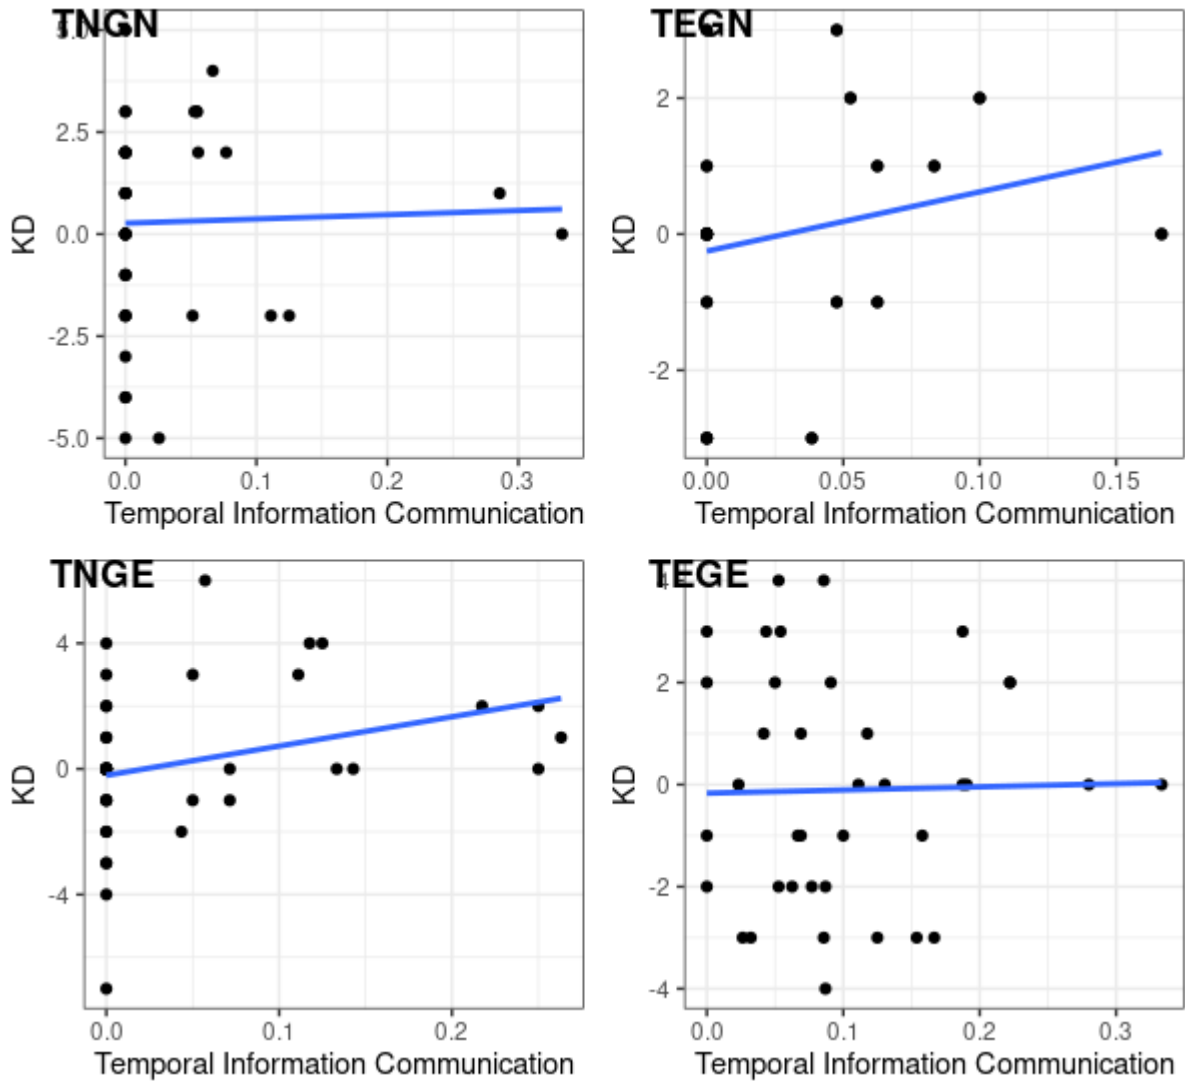 TNGN
5.0
2.5
0.0
-2.5
-5.0
KD
0.0 0.1 0.2 0.3
Temporal Information Communication
TEGN
2
0
-2
KD
0.00 0.05 0.10 0.15
Temporal Information Communication
TNGE
4
0
-4
KD
0.0 0.1 0.2
Temporal Information Communication
TEGE
4
2
0
-2
-4
KD
0.0 0.1 0.2 0.3
Temporal Information Communication